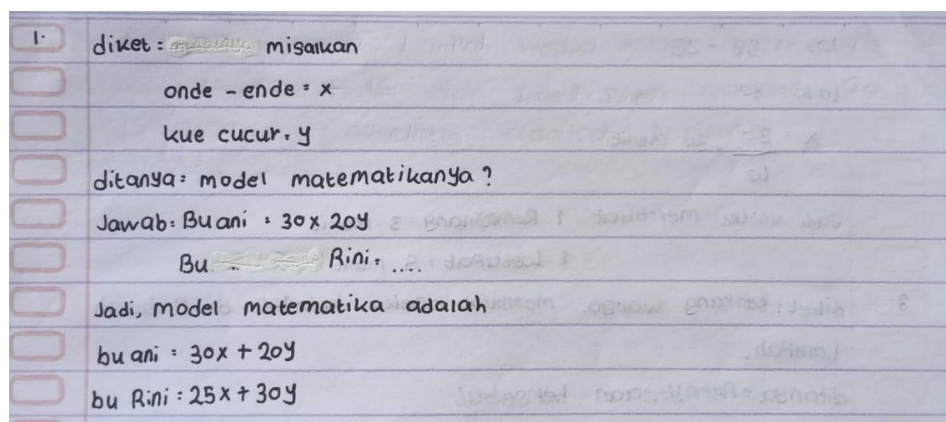 1. diket : misalkan
onde - ende = x
kue cucur = y
ditanya : model matematikanya ?
Jawab : Bu ani = 30x, 20y
Bu Rini = ....
Jadi, model matematika adalah
bu ani = 30x + 20y
bu Rini : 25x + 30y